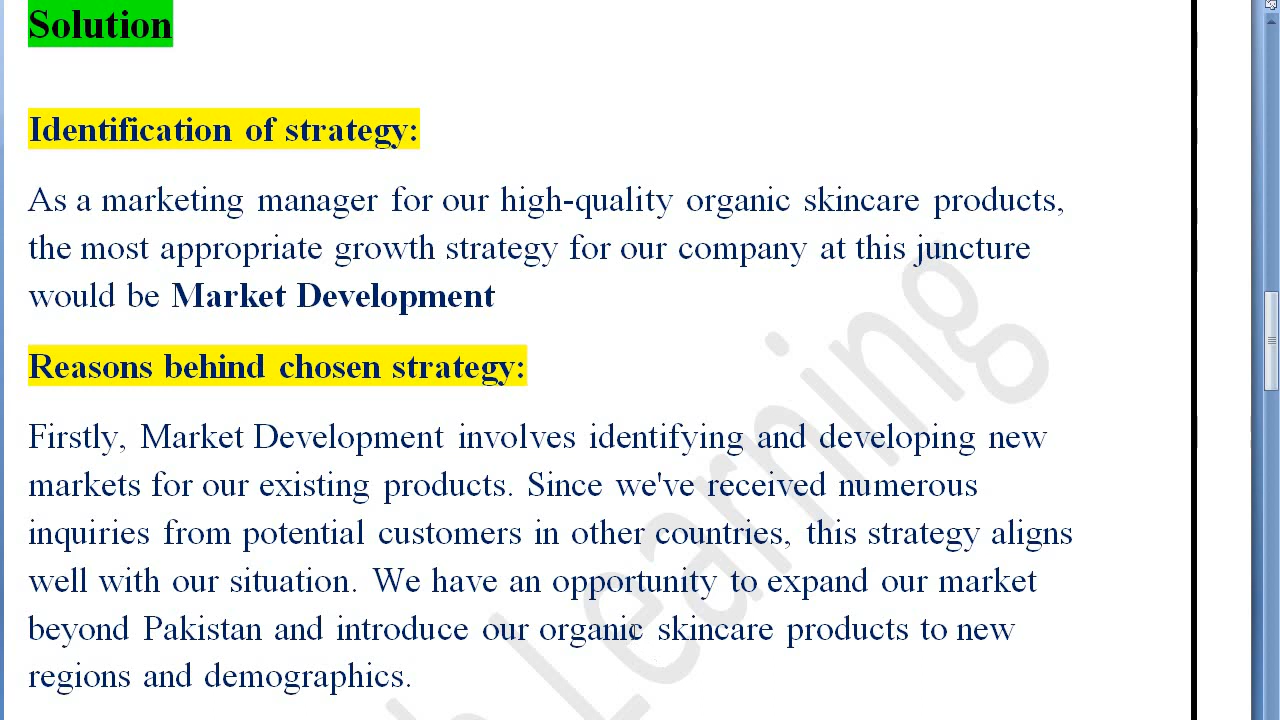 Solution
Identification of strategy:
As a marketing manager for our high-quality organic skincare products,
the most appropriate growth strategy for our company at this juncture
would be Market Development
Reasons behind chosen strategy:
Firstly, Market Development involves identifying and developing new
markets for our existing products. Since we've received numerous
inquiries from potential customers in other countries, this strategy aligns
well with our situation. We have an opportunity to expand our market
beyond Pakistan and introduce our organic skincare products to new
regions and demographics.
Learning